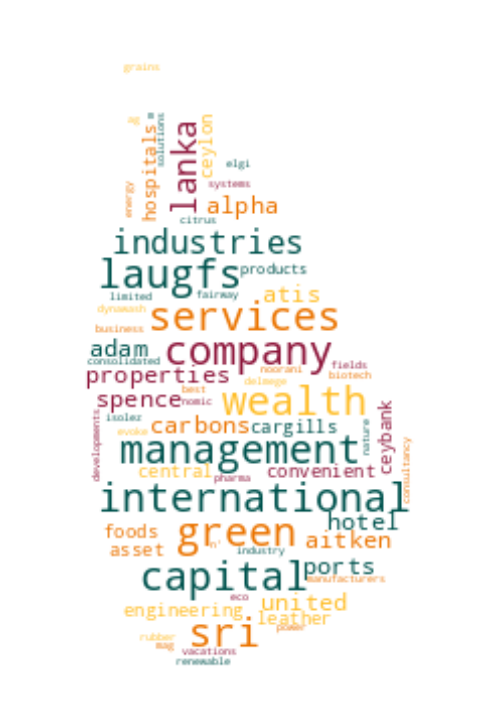 grains
ag
m
solutions
hospitals
lanka
ceylon
energy
elgi
systems
alpha
citrus
industries
laugfs
products
limited
fairway
atis
dynawash
services
business
adam
company
consolidated
fields
properties
noorani
biotech
delmege
best
spence
nomic
wealth
isolez
carbons
cargills
nature
ceybank
evoke
management
developments
consultancy
central
convenient
pharma
international
hotel
foods
green
aitken
asset
n'
industry
capital
ports
manufacturers
eco
united
engineering
leather
sri
power
rubber
mag
vacations
renewable